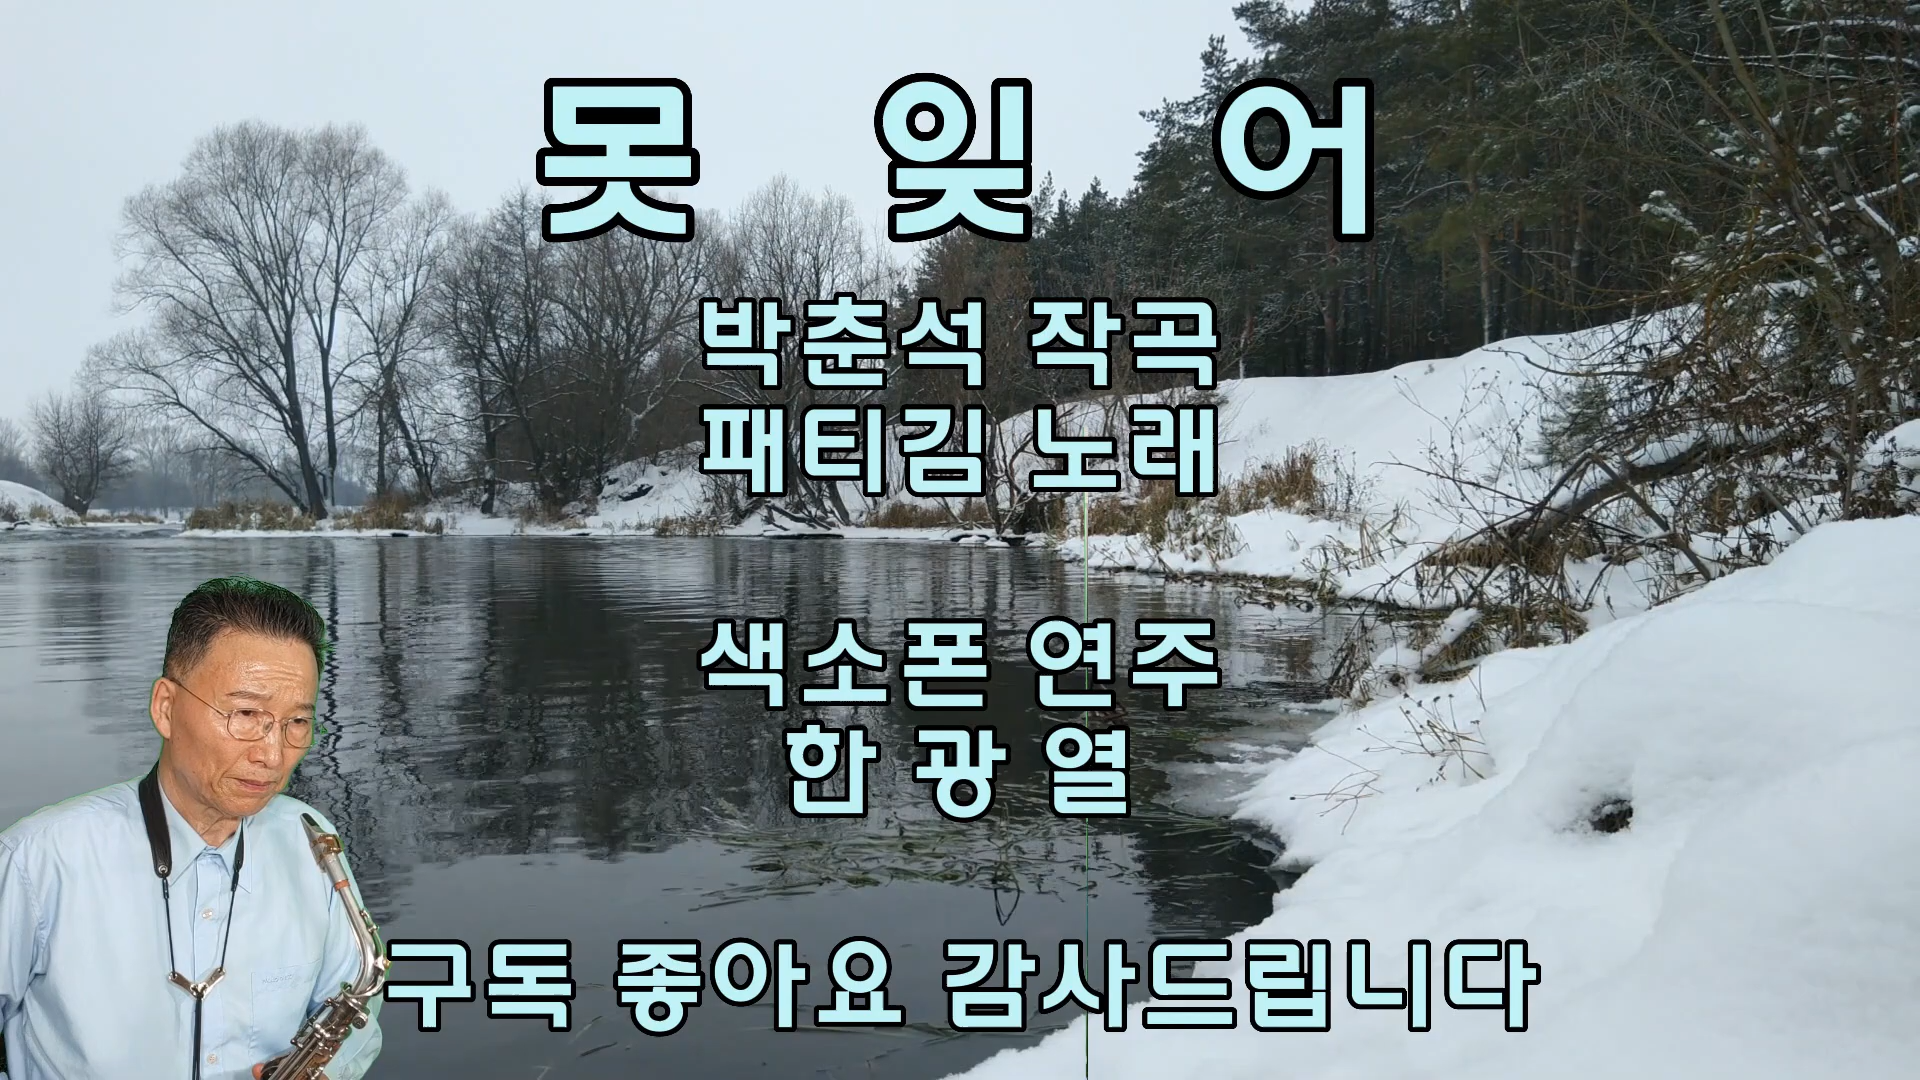 못 잊 어
박춘석 작곡
패티김 노래
색소폰 연주
한 광 열
구독 좋아요 감사드립니다